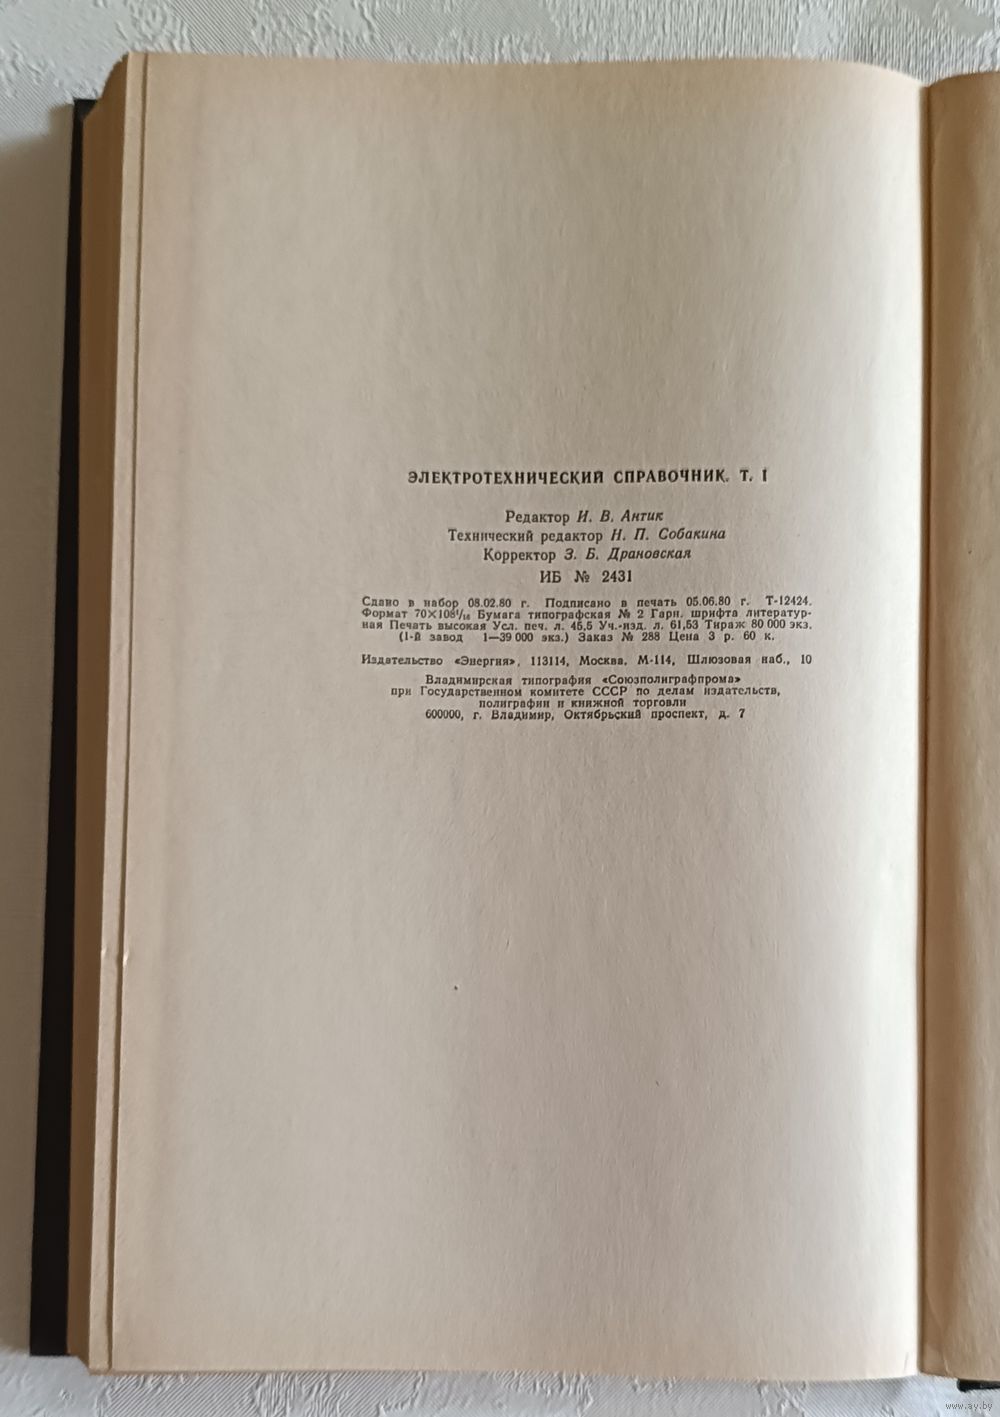 ЭЛЕКТРОТЕХНИЧЕСКИЙ СПРАВОЧНИК. Т. I
Редактор И. В. Антик
Технический редактор Н. П. Собакина
Корректор З. Б. Драновская
ИБ № 2431
Сдано в набор 08.02.80 г. Подписано в печать 05.06.80 г. Т-12424.
Формат 70×108¹/₁₆ Бумага типографская № 2 Гарн. шрифта литератур-
ная Печать высокая Усл. печ. л. 45,5 Уч.-изд. л. 61,53 Тираж 80 000 экз.
(1-й завод 1—39 000 экз.) Заказ № 288 Цена 3 р. 60 к.
Издательство «Энергия», 113114, Москва, М-114, Шлюзовая наб., 10
Владимирская типография «Союзполиграфпрома»
при Государственном комитете СССР по делам издательств,
полиграфии и книжной торговли
600000, г. Владимир, Октябрьский проспект, д. 7
www.ay.by